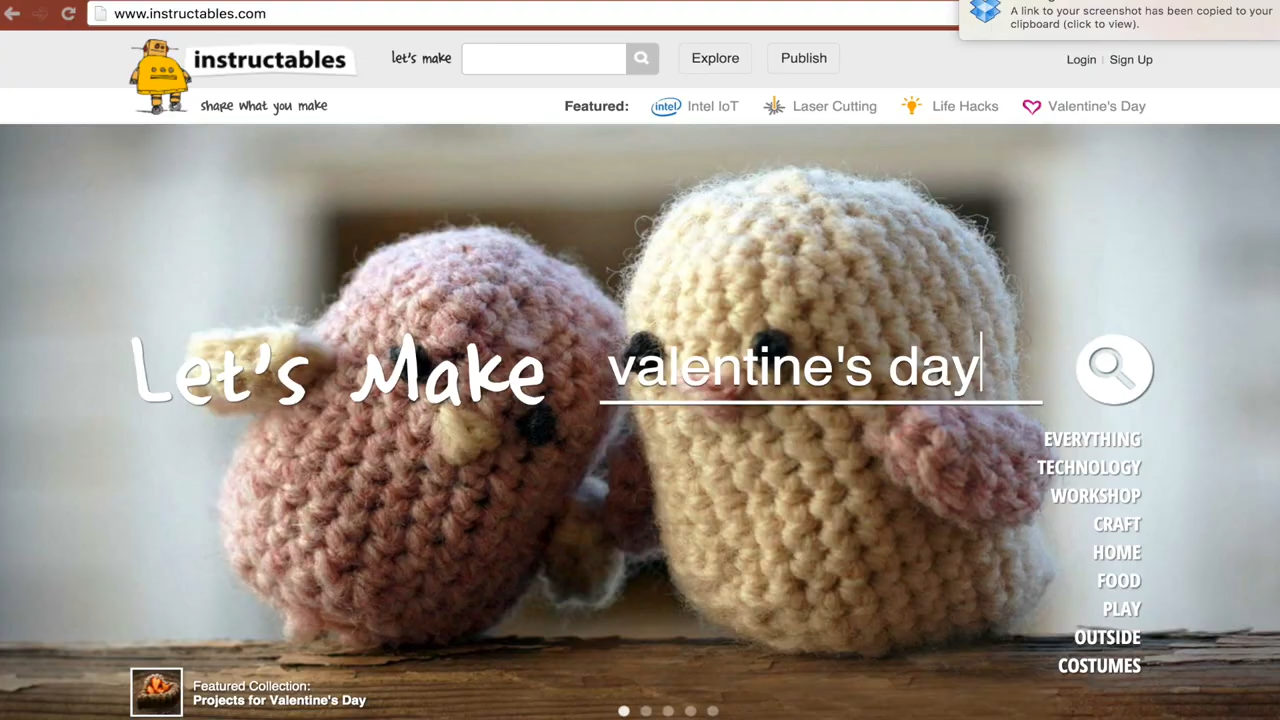 www.instructables.com
A link to your screenshot has been copied to your
clipboard (click to view).
instructables
share what you make
let's make
Explore
Publish
Login
Sign Up
Featured:
intel
Intel IoT
Laser Cutting
Life Hacks
Valentine's Day
Let's Make
valentine's day
EVERYTHING
TECHNOLOGY
WORKSHOP
CRAFT
HOME
FOOD
PLAY
OUTSIDE
COSTUMES
Featured Collection:
Projects for Valentine's Day